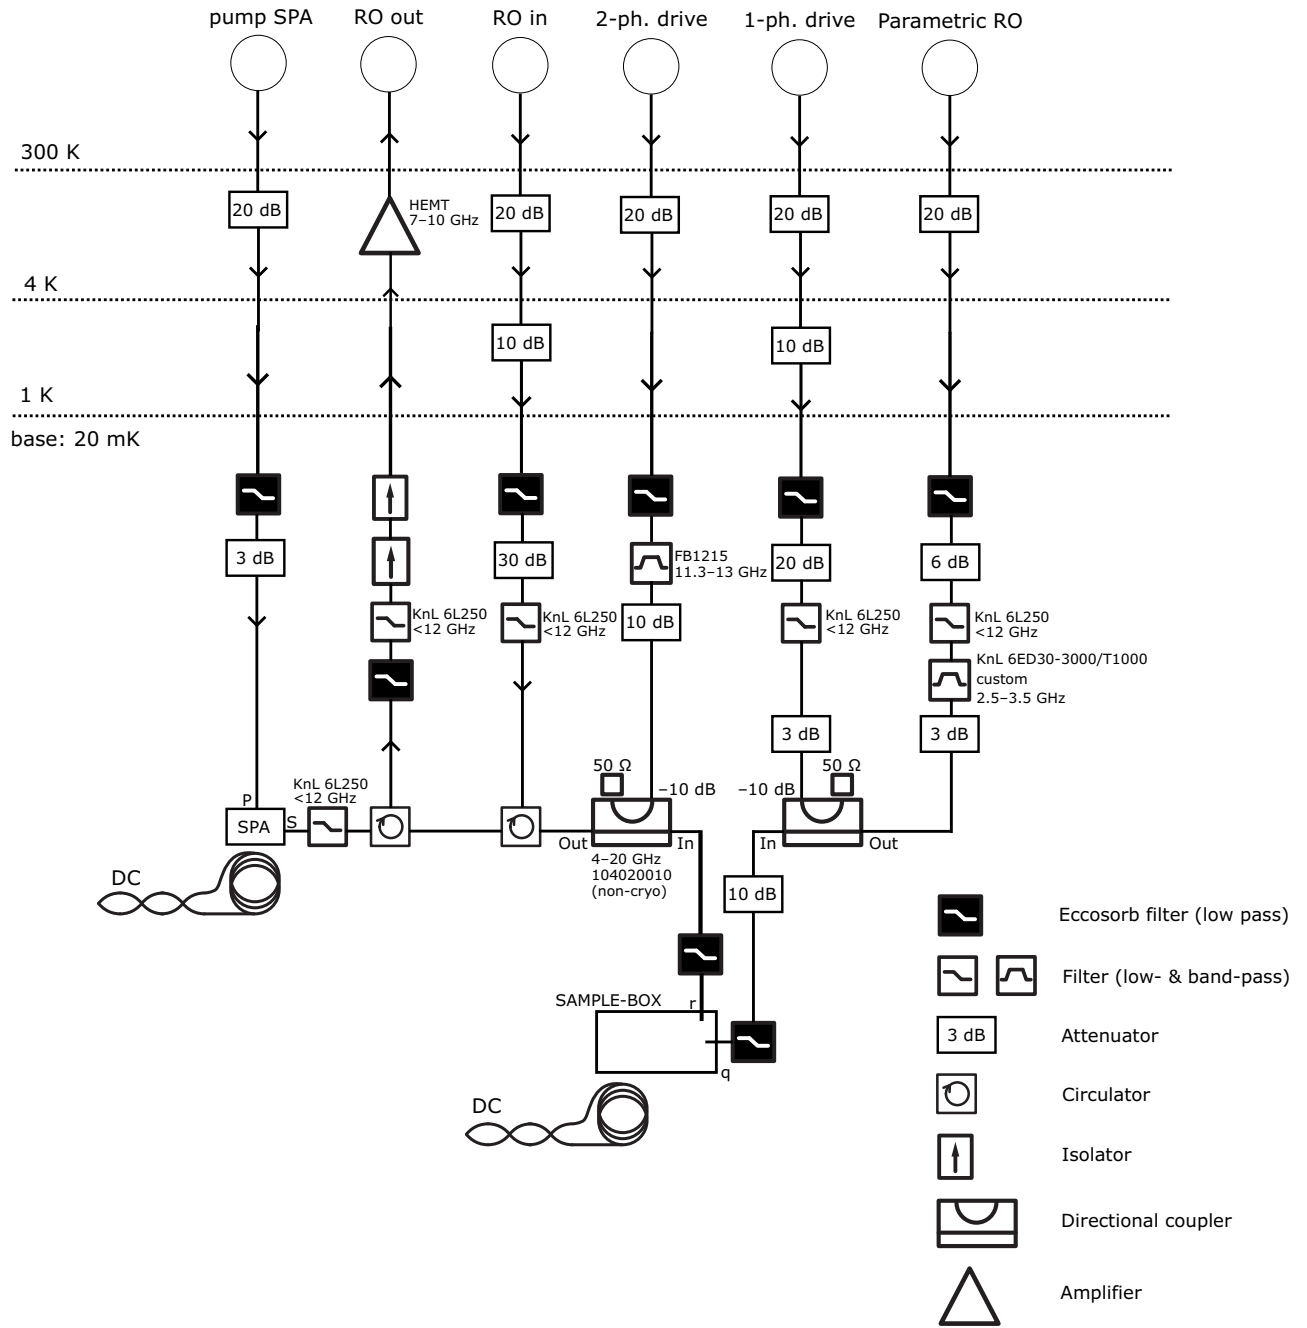 pump SPA
RO out
RO in
2-ph. drive
1-ph. drive
Parametric RO
300 K
20 dB
HEMT
7–10 GHz
20 dB
20 dB
20 dB
20 dB
4 K
10 dB
10 dB
1 K
base: 20 mK
3 dB
30 dB
FB1215
11.3–13 GHz
20 dB
6 dB
KnL 6L250
<12 GHz
KnL 6L250
<12 GHz
10 dB
KnL 6L250
<12 GHz
KnL 6L250
<12 GHz
KnL 6ED30-3000/T1000
custom
2.5–3.5 GHz
3 dB
3 dB
50 Ω
50 Ω
KnL 6L250
<12 GHz
–10 dB
–10 dB
P
SPA
S
Out
In
In
Out
4–20 GHz
104020010
(non-cryo)
DC
10 dB
Eccosorb filter (low pass)
Filter (low- & band-pass)
SAMPLE-BOX
r
q
3 dB
Attenuator
DC
Circulator
Isolator
Directional coupler
Amplifier